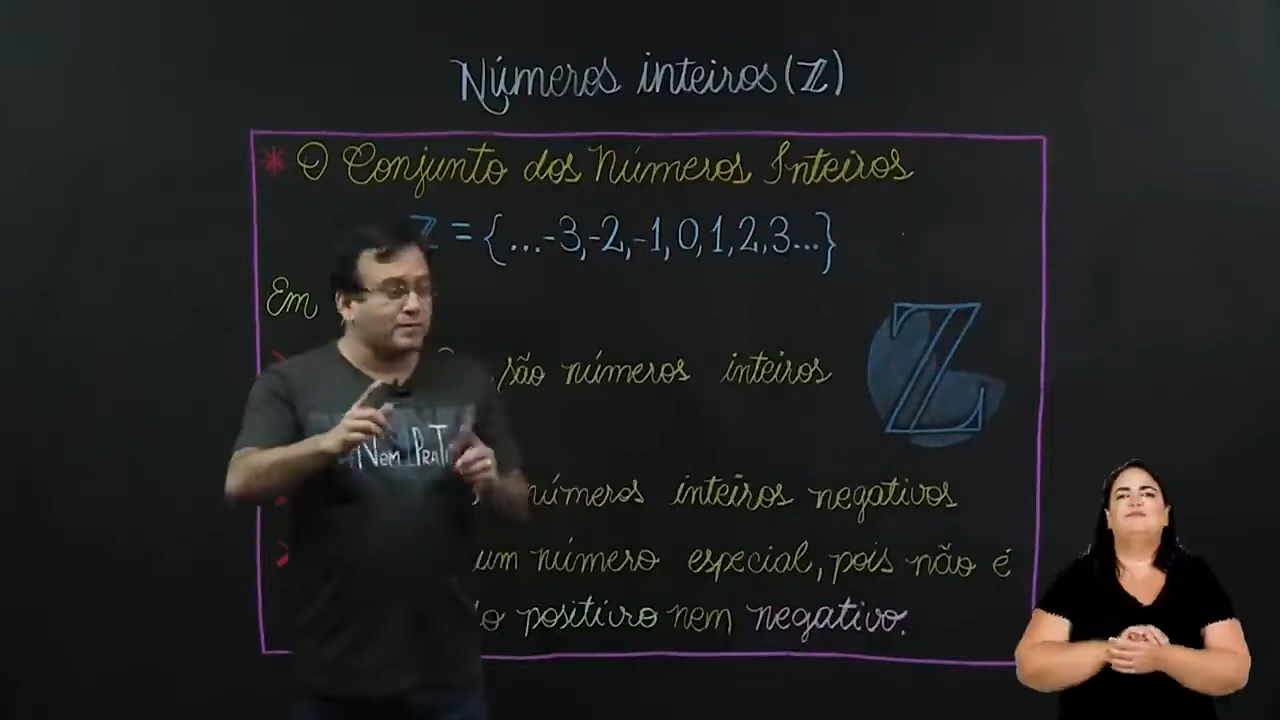 Números inteiros (ℤ)
* O Conjunto dos Números Inteiros
ℤ = {...-3,-2,-1,0,1,2,3...}
Em
são números inteiros
ℤ
números inteiros negativos
um número especial, pois não é
positivo nem negativo.
Nem